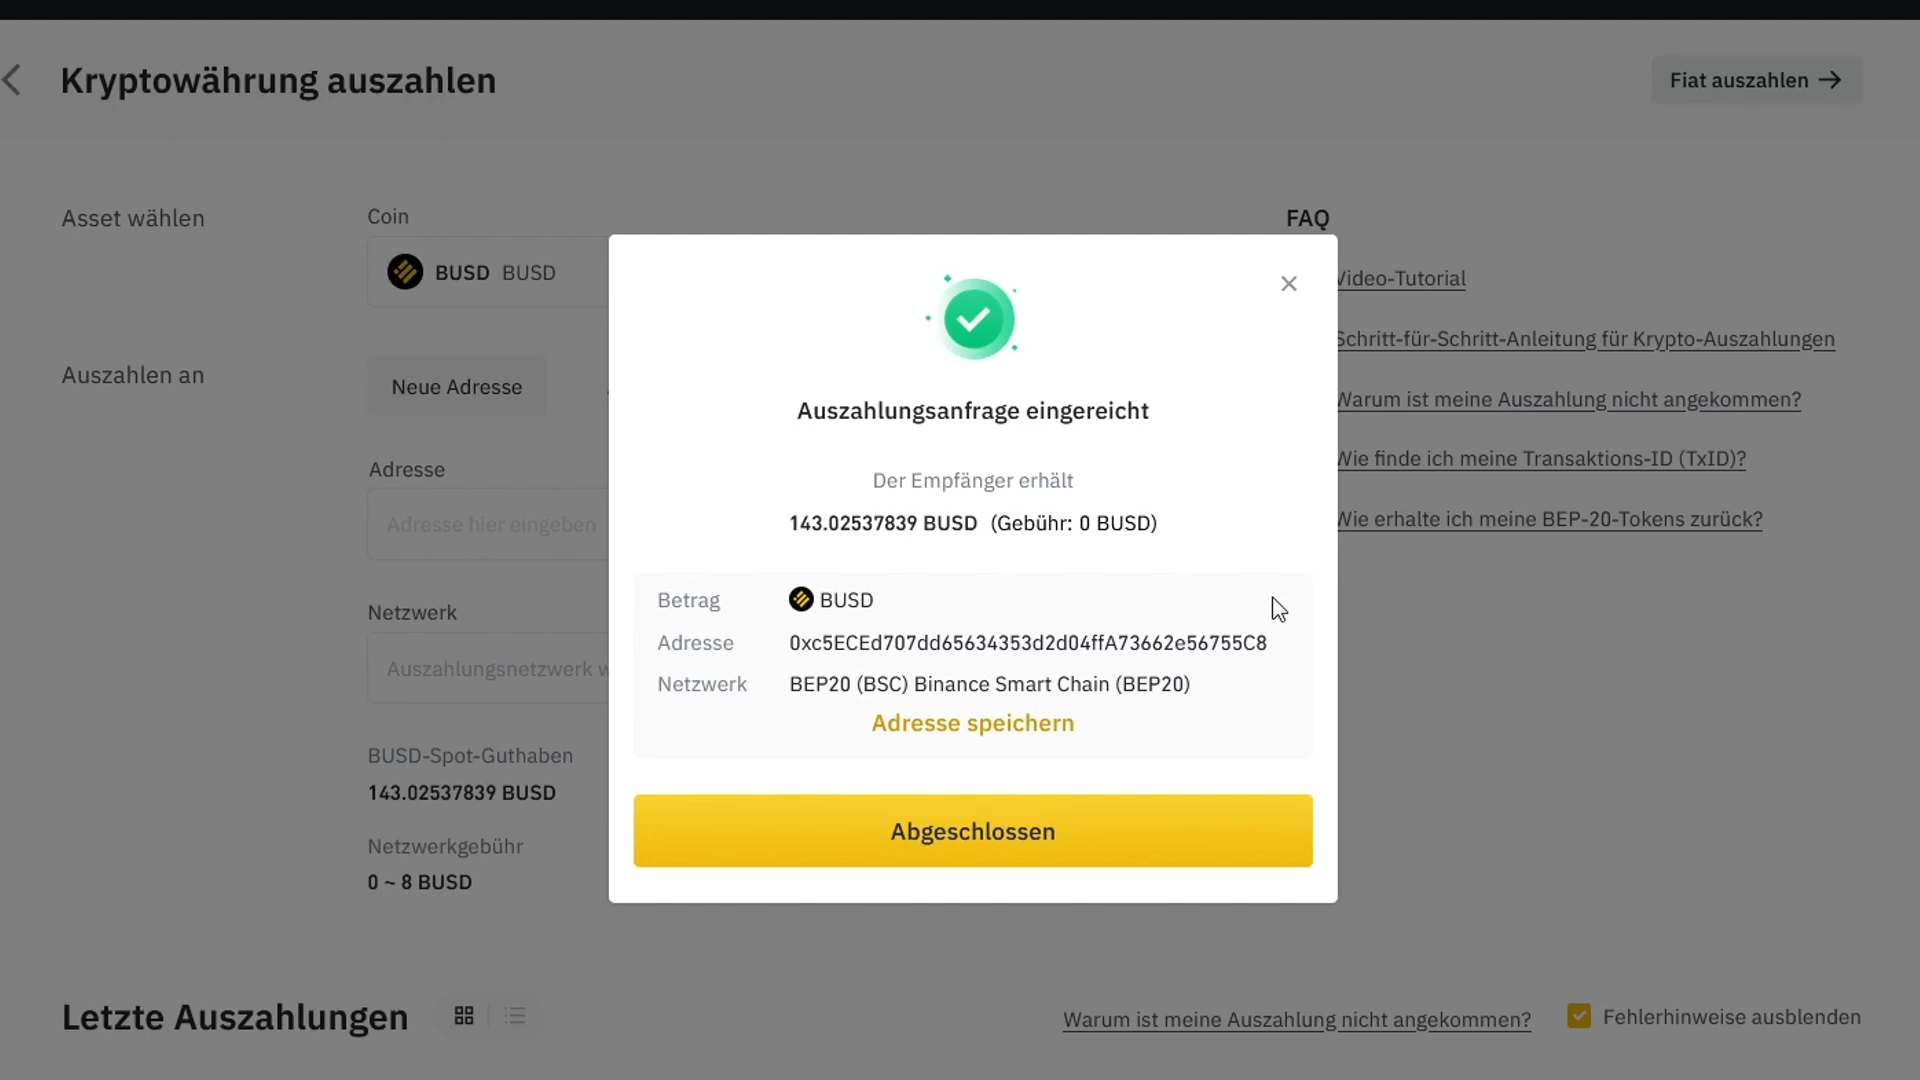 Kryptowährung auszahlen
Fiat auszahlen
Asset wählen
Coin
BUSD BUSD
Auszahlen an
Neue Adresse
Adresse
Adresse hier eingeben
Netzwerk
Auszahlungsnetzwerk w
BUSD-Spot-Guthaben
143.02537839 BUSD
Netzwerkgebühr
0 ~ 8 BUSD
Auszahlungsanfrage eingereicht
Der Empfänger erhält
143.02537839 BUSD (Gebühr: 0 BUSD)
Betrag BUSD
Adresse 0xc5ECEd707dd65634353d2d04ffA73662e56755C8
Netzwerk BEP20 (BSC) Binance Smart Chain (BEP20)
Adresse speichern
Abgeschlossen
FAQ
Video-Tutorial
Schritt-für-Schritt-Anleitung für Krypto-Auszahlungen
Warum ist meine Auszahlung nicht angekommen?
Wie finde ich meine Transaktions-ID (TxID)?
Wie erhalte ich meine BEP-20-Tokens zurück?
Letzte Auszahlungen
Warum ist meine Auszahlung nicht angekommen?
Fehlerhinweise ausblenden